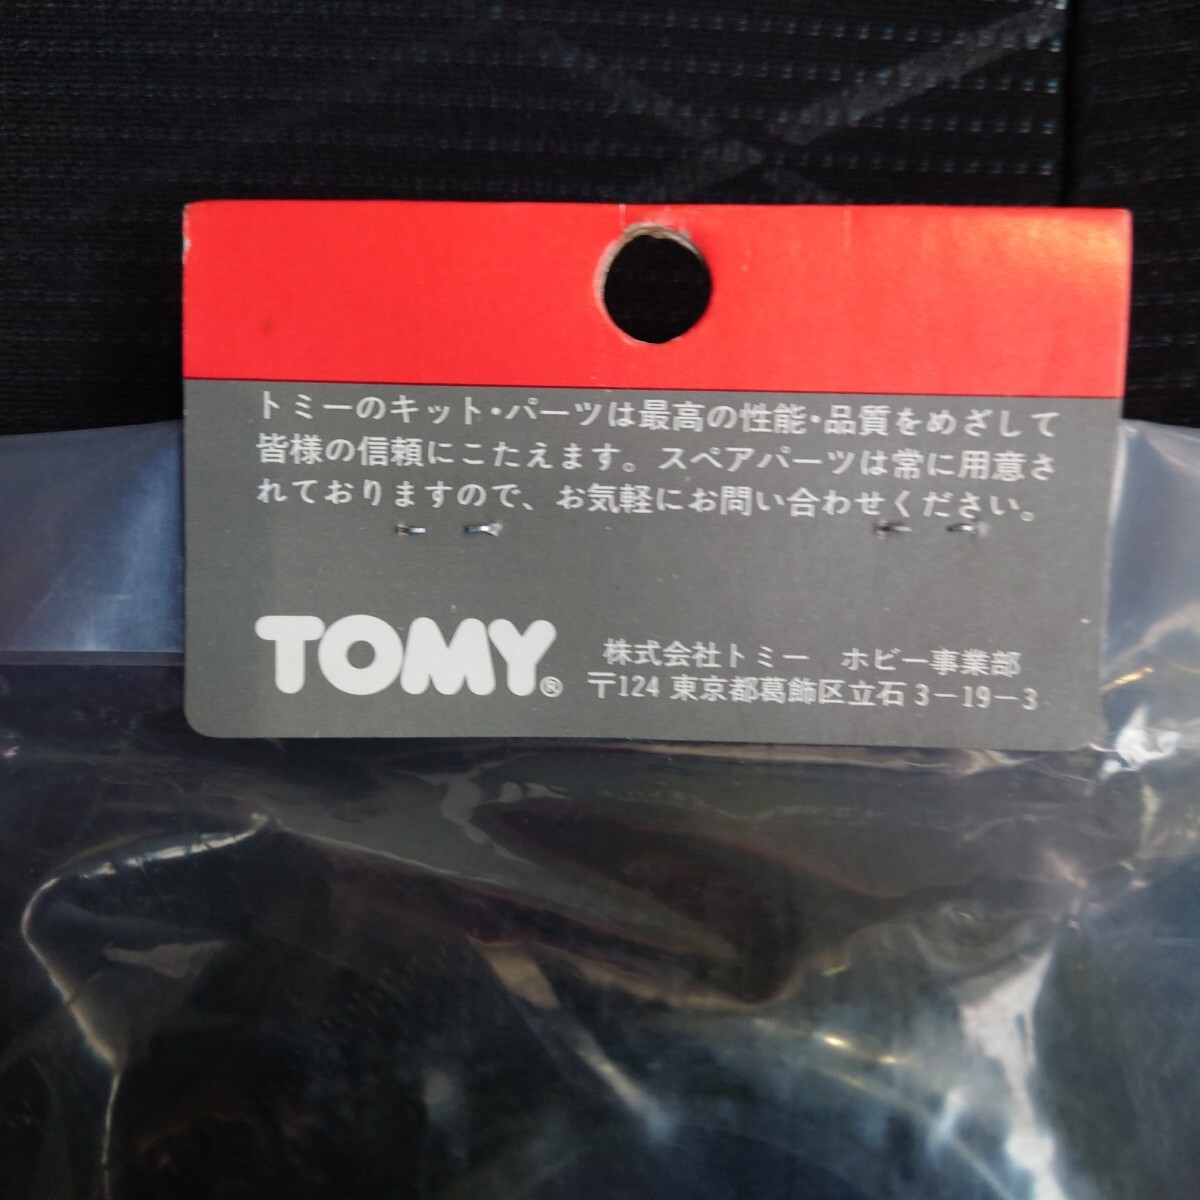 トミーのキット・パーツは最高の性能・品質をめざして
皆様の信頼にこたえます。スペアパーツは常に用意さ
れておりますので、お気軽にお問い合わせください。
TOMY®
株式会社トミー ホビー事業部
〒124 東京都葛飾区立石3-19-3